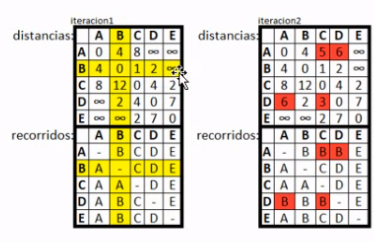 iteracion1
distancias:
A B C D E
A 0 4 8 ∞ ∞
B 4 0 1 2 ∞
C 8 12 0 4 2
D ∞ 2 4 0 7
E ∞ ∞ 2 7 0
recorridos:
A - B C D E
B A - C D E
C A A - D E
D A B C - E
E A B C D -
iteracion2
distancias:
A B C D E
A 0 4 5 6 ∞
B 4 0 1 2 ∞
C 8 12 0 4 2
D 6 2 3 0 7
E ∞ ∞ 2 7 0
recorridos:
A - B B B E
B A - C D E
C A A - D E
D B B B - E
E A B C D -